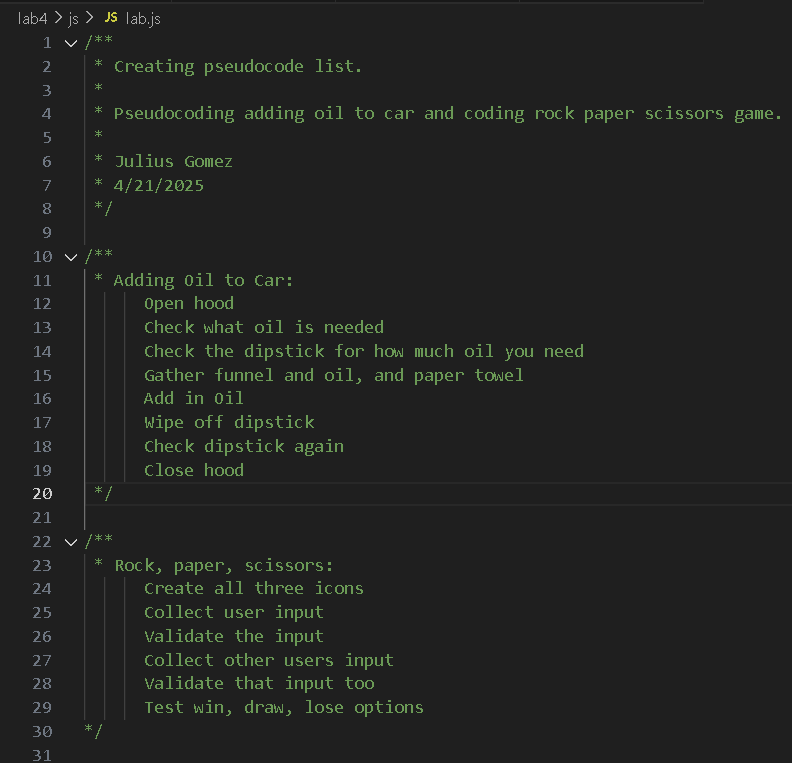 lab4 > js > JS lab.js
1 /**
2 * Creating pseudocode list.
3 *
4 * Pseudocoding adding oil to car and coding rock paper scissors game.
5 *
6 * Julius Gomez
7 * 4/21/2025
8 */
9
10 /**
11 * Adding Oil to Car:
12 Open hood
13 Check what oil is needed
14 Check the dipstick for how much oil you need
15 Gather funnel and oil, and paper towel
16 Add in Oil
17 Wipe off dipstick
18 Check dipstick again
19 Close hood
20 */
21
22 /**
23 * Rock, paper, scissors:
24 Create all three icons
25 Collect user input
26 Validate the input
27 Collect other users input
28 Validate that input too
29 Test win, draw, lose options
30 */
31